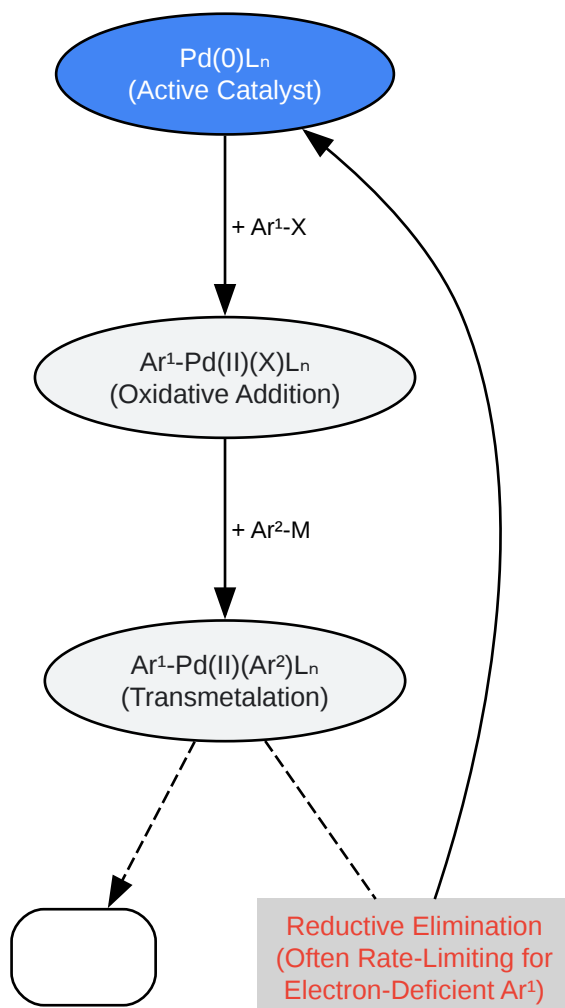 Pd(0)Lₙ
(Active Catalyst)
+ Ar¹-X
Ar¹-Pd(II)(X)Lₙ
(Oxidative Addition)
+ Ar²-M
Ar¹-Pd(II)(Ar²)Lₙ
(Transmetalation)
Reductive Elimination
(Often Rate-Limiting for
Electron-Deficient Ar¹)